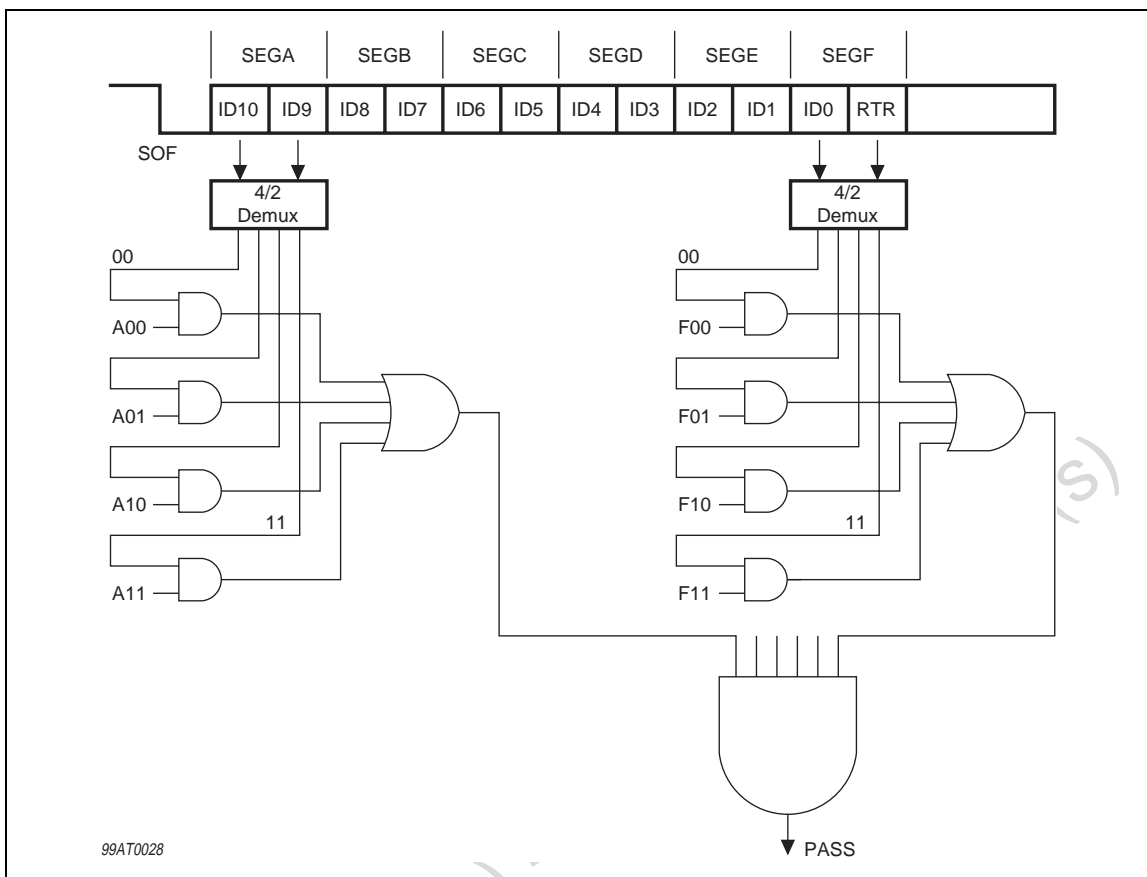 SEGA SEGB SEGC SEGD SEGE SEGF
ID10 ID9 ID8 ID7 ID6 ID5 ID4 ID3 ID2 ID1 ID0 RTR
SOF
4/2 Demux
4/2 Demux
00
A00
A01
A10
11
A11
00
F00
F01
F10
11
F11
PASS
99AT0028
(s)
)